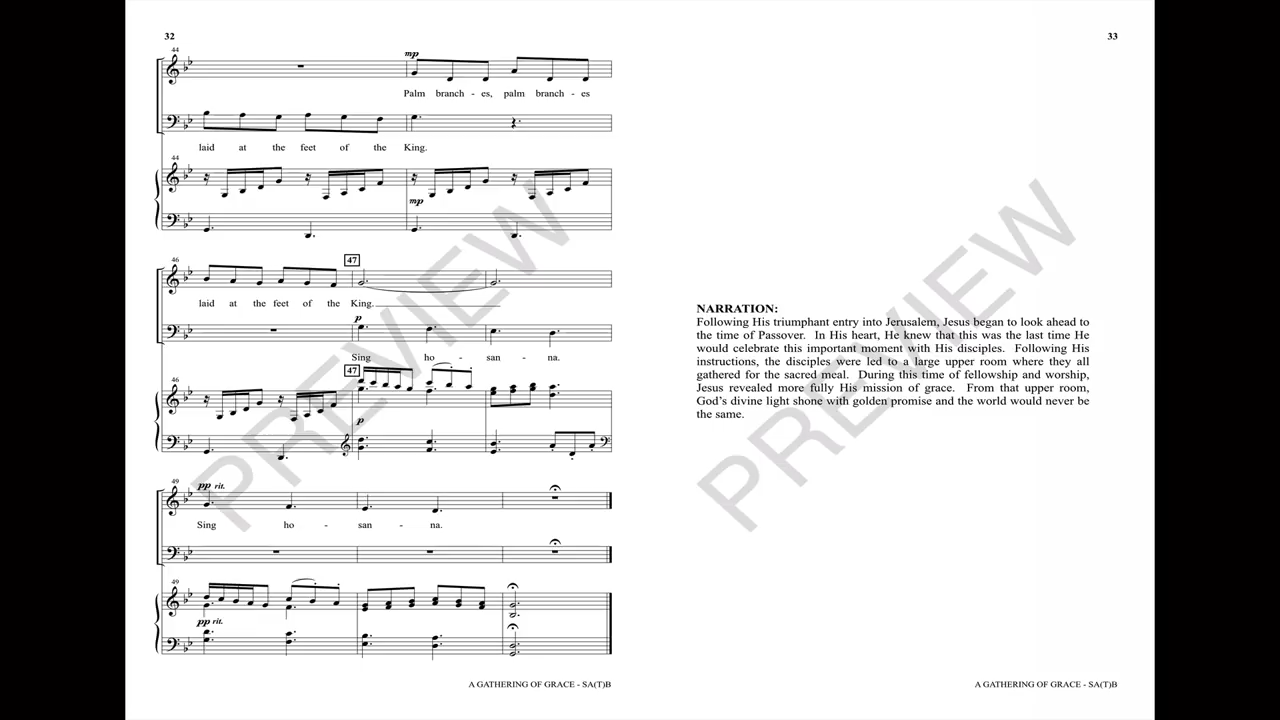 32
44
mp
Palm branch - es, palm branch - es
laid at the feet of the King.
44
mp
46
47
laid at the feet of the King.
p
Sing ho - san - na.
46
47
p
49
pp rit.
Sing ho - san - na.
49
pp rit.
A GATHERING OF GRACE - SA(T)B
PREVIEW
33
NARRATION:
Following His triumphant entry into Jerusalem, Jesus began to look ahead to
the time of Passover. In His heart, He knew that this was the last time He
would celebrate this important moment with His disciples. Following His
instructions, the disciples were led to a large upper room where they all
gathered for the sacred meal. During this time of fellowship and worship,
Jesus revealed more fully His mission of grace. From that upper room,
God's divine light shone with golden promise and the world would never be
the same.
A GATHERING OF GRACE - SA(T)B
PREVIEW